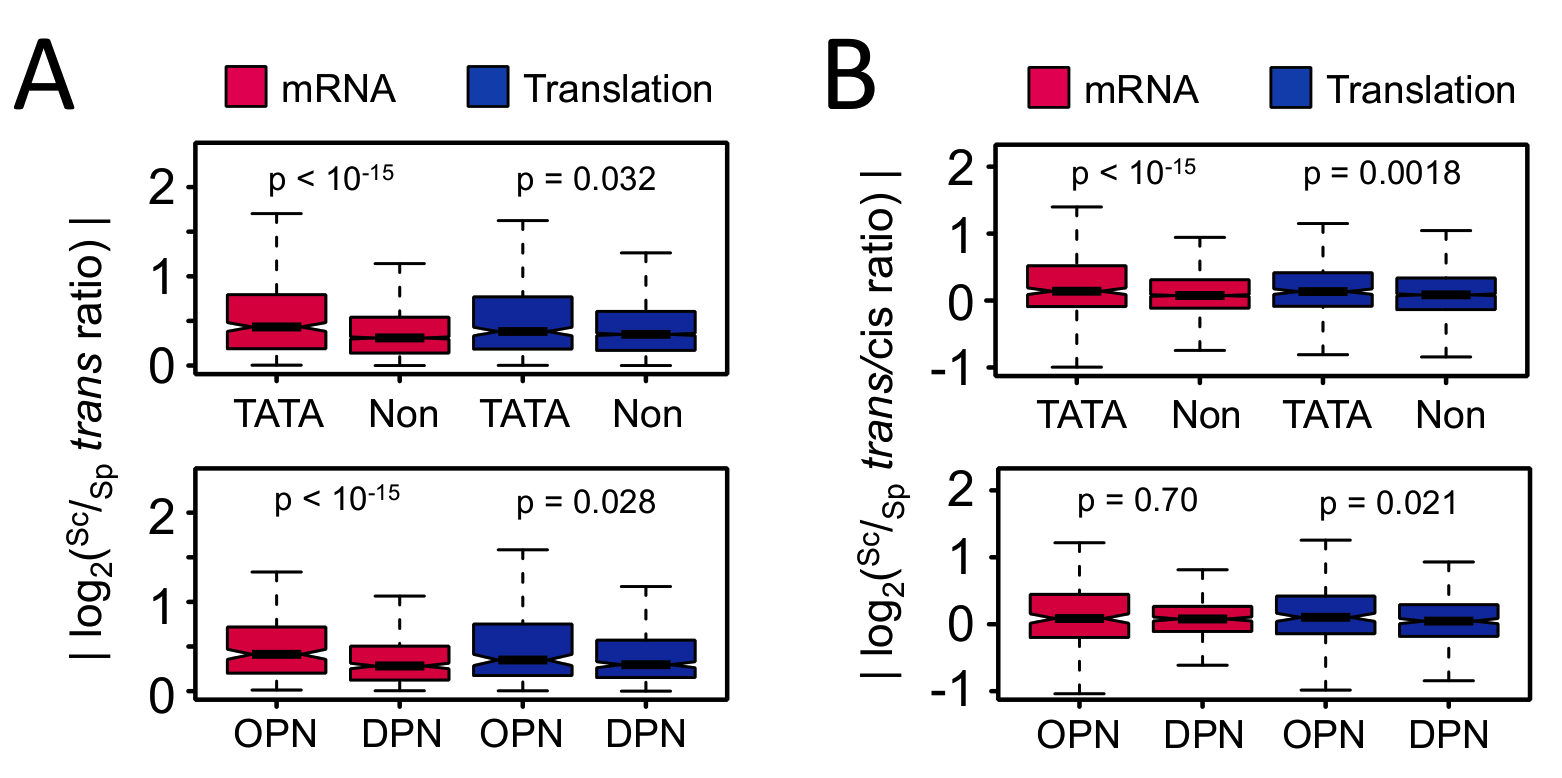 A
mRNA Translation
| log2(Sc/Sp trans ratio) |
2
1
0
p < 10-15 p = 0.032
TATA Non TATA Non
2
1
0
p < 10-15 p = 0.028
OPN DPN OPN DPN
B
mRNA Translation
| log2(Sc/Sp trans/cis ratio) |
2
1
0
-1
p < 10-15 p = 0.0018
TATA Non TATA Non
2
1
0
-1
p = 0.70 p = 0.021
OPN DPN OPN DPN